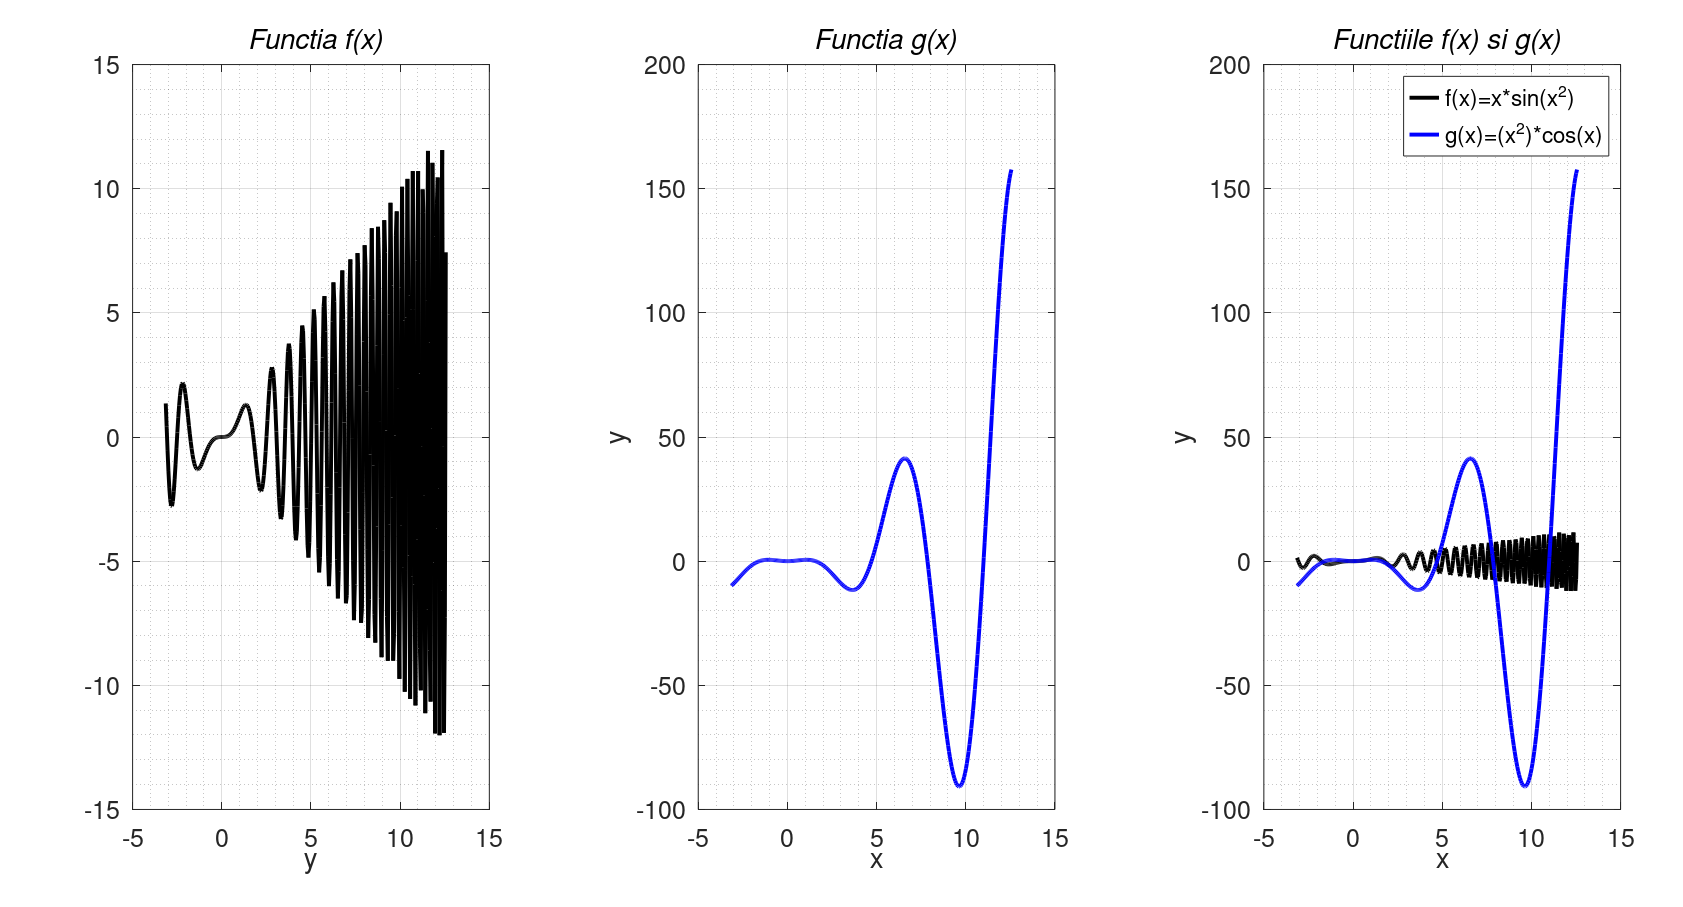 Functia f(x)
15
10
5
0
-5
-10
-15
-5 0 5 10 15
y
Functia g(x)
200
150
100
50
0
-50
-100
y
-5 0 5 10 15
x
Functiile f(x) si g(x)
200
150
100
50
0
-50
-100
y
f(x)=x*sin(x²)
g(x)=(x²)*cos(x)
-5 0 5 10 15
x